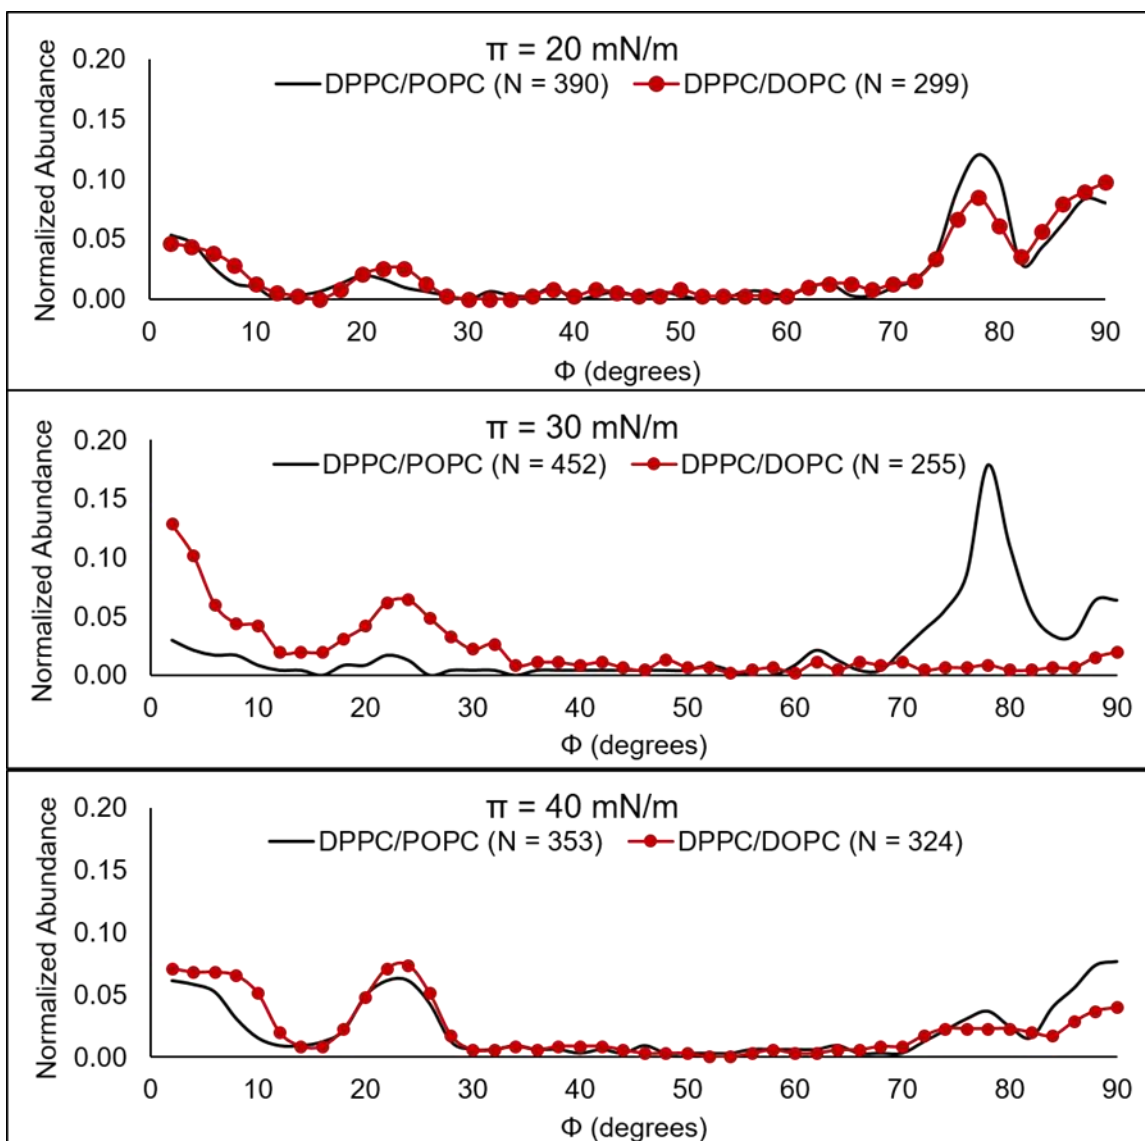 π = 20 mN/m
DPPC/POPC (N = 390) DPPC/DOPC (N = 299)
Normalized Abundance
0.20
0.15
0.10
0.05
0.00
0 10 20 30 40 50 60 70 80 90
Φ (degrees)
π = 30 mN/m
DPPC/POPC (N = 452) DPPC/DOPC (N = 255)
Normalized Abundance
0.20
0.15
0.10
0.05
0.00
0 10 20 30 40 50 60 70 80 90
Φ (degrees)
π = 40 mN/m
DPPC/POPC (N = 353) DPPC/DOPC (N = 324)
Normalized Abundance
0.20
0.15
0.10
0.05
0.00
0 10 20 30 40 50 60 70 80 90
Φ (degrees)